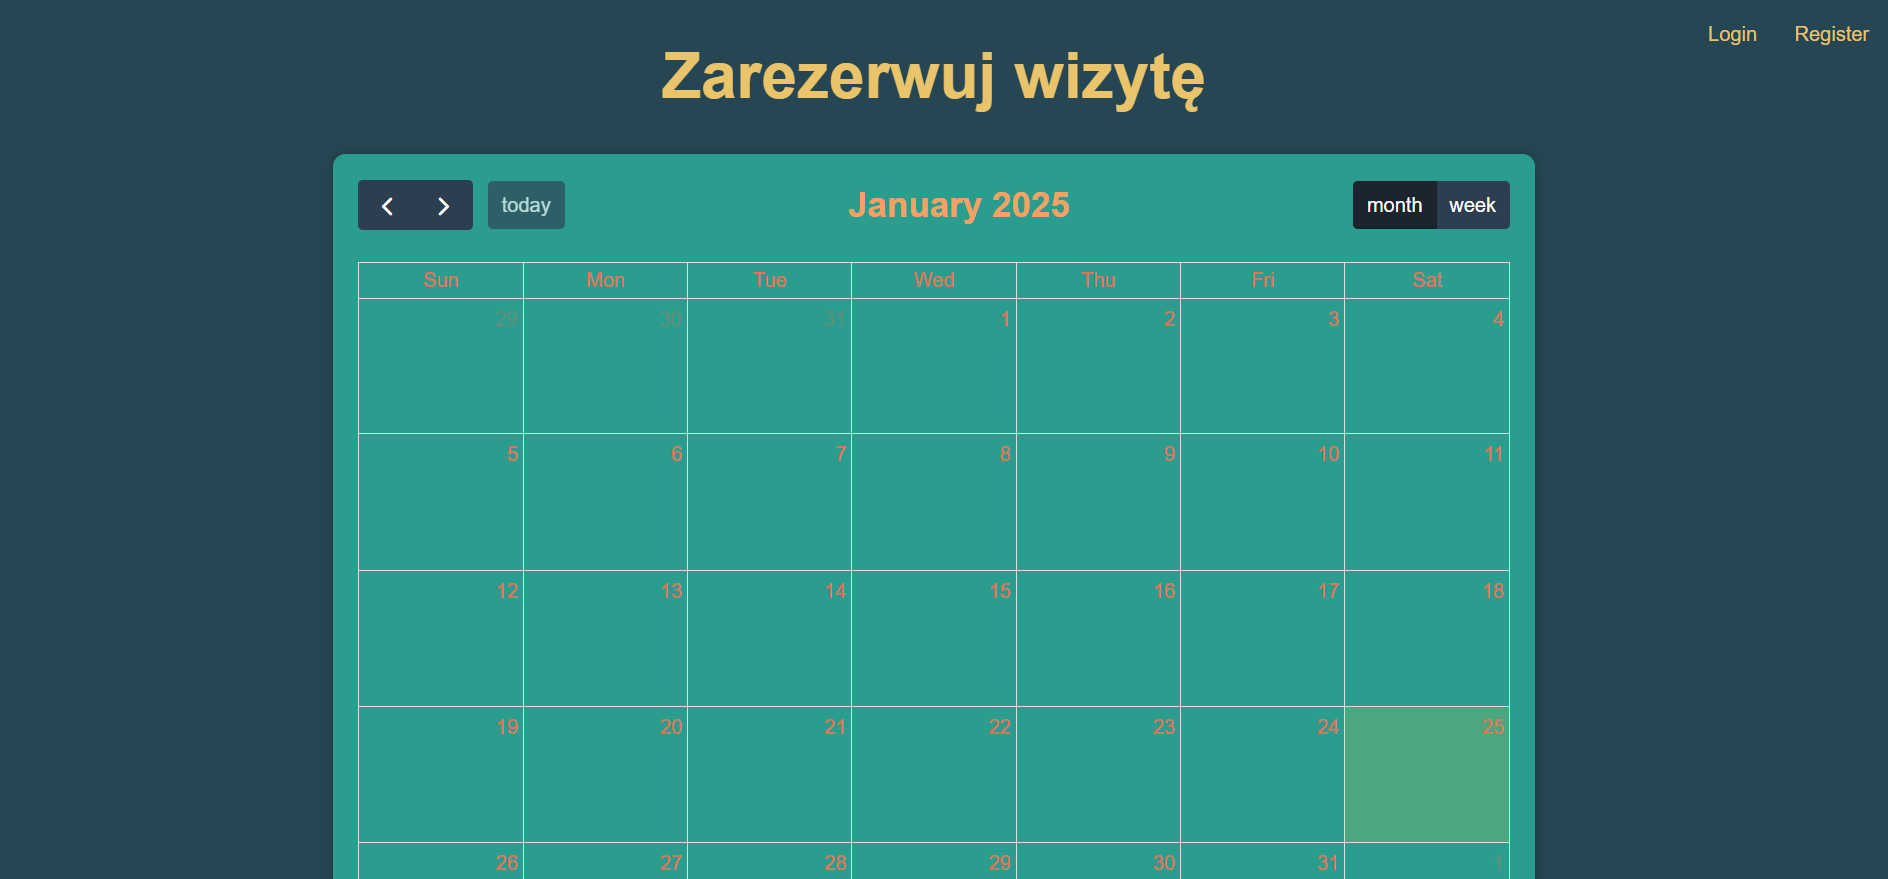 Login Register
Zarezerwuj wizytę
today January 2025 month week
Sun Mon Tue Wed Thu Fri Sat
29 30 31 1 2 3 4
5 6 7 8 9 10 11
12 13 14 15 16 17 18
19 20 21 22 23 24 25
26 27 28 29 30 31 1